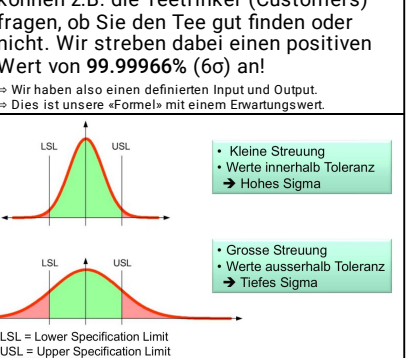 können z.B. die Teetrinker (Customers)
fragen, ob Sie den Tee gut finden oder
nicht. Wir streben dabei einen positiven
Wert von 99.99966% (6σ) an!
⇒ Wir haben also einen definierten Input und Output.
⇒ Dies ist unsere «Formel» mit einem Erwartungswert.
LSL USL
• Kleine Streuung
• Werte innerhalb Toleranz
➔ Hohes Sigma
LSL USL
• Grosse Streuung
• Werte ausserhalb Toleranz
➔ Tiefes Sigma
LSL = Lower Specification Limit
USL = Upper Specification Limit